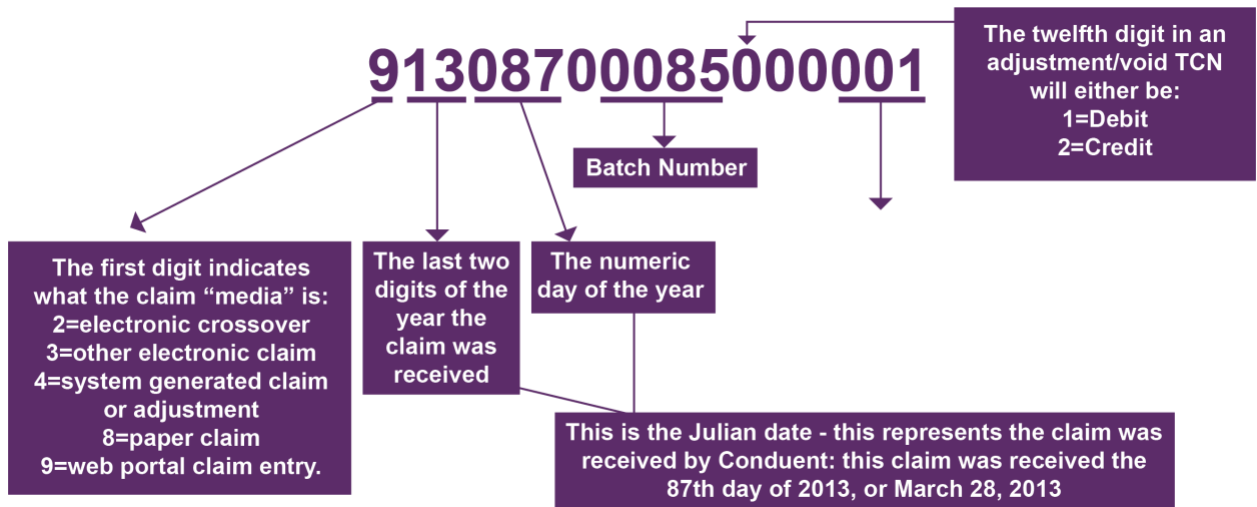 91308700085000001
The twelfth digit in an
adjustment/void TCN
will either be:
1=Debit
2=Credit
Batch Number
The first digit indicates
what the claim “media” is:
2=electronic crossover
3=other electronic claim
4=system generated claim
or adjustment
8=paper claim
9=web portal claim entry.
The last two
digits of the
year the
claim was
received
The numeric
day of the year
This is the Julian date - this represents the claim was
received by Conduent: this claim was received the
87th day of 2013, or March 28, 2013